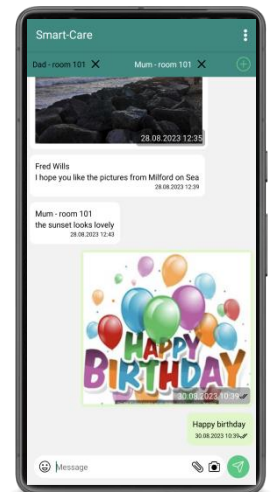 Smart-Care
Dad - room 101 X Mum - room 101 X
28.08.2023 12:35
Fred Wills
I hope you like the pictures from Milford on Sea
28.08.2023 12:39
Mum - room 101
the sunset looks lovely
28.08.2023 12:43
HAPPY
BIRTHDAY
30.08.2023 10:39
Happy birthday
30.08.2023 10:39
Message